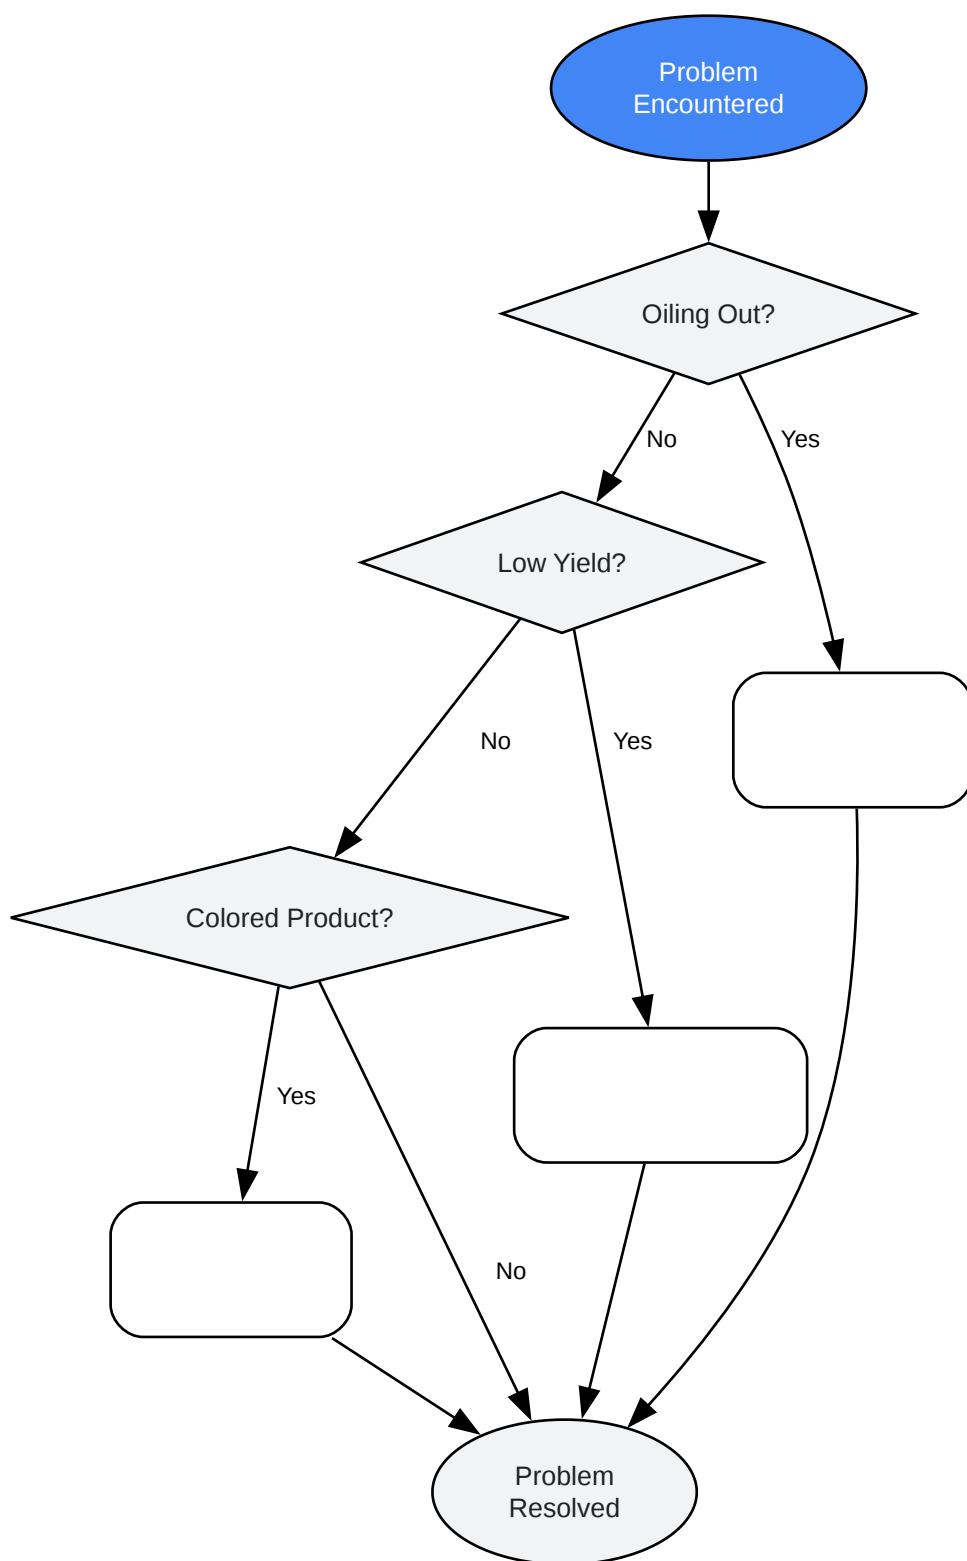 Problem
Encountered
Oiling Out?
No
Yes
Low Yield?
No
Yes
Colored Product?
Yes
No
Problem
Resolved